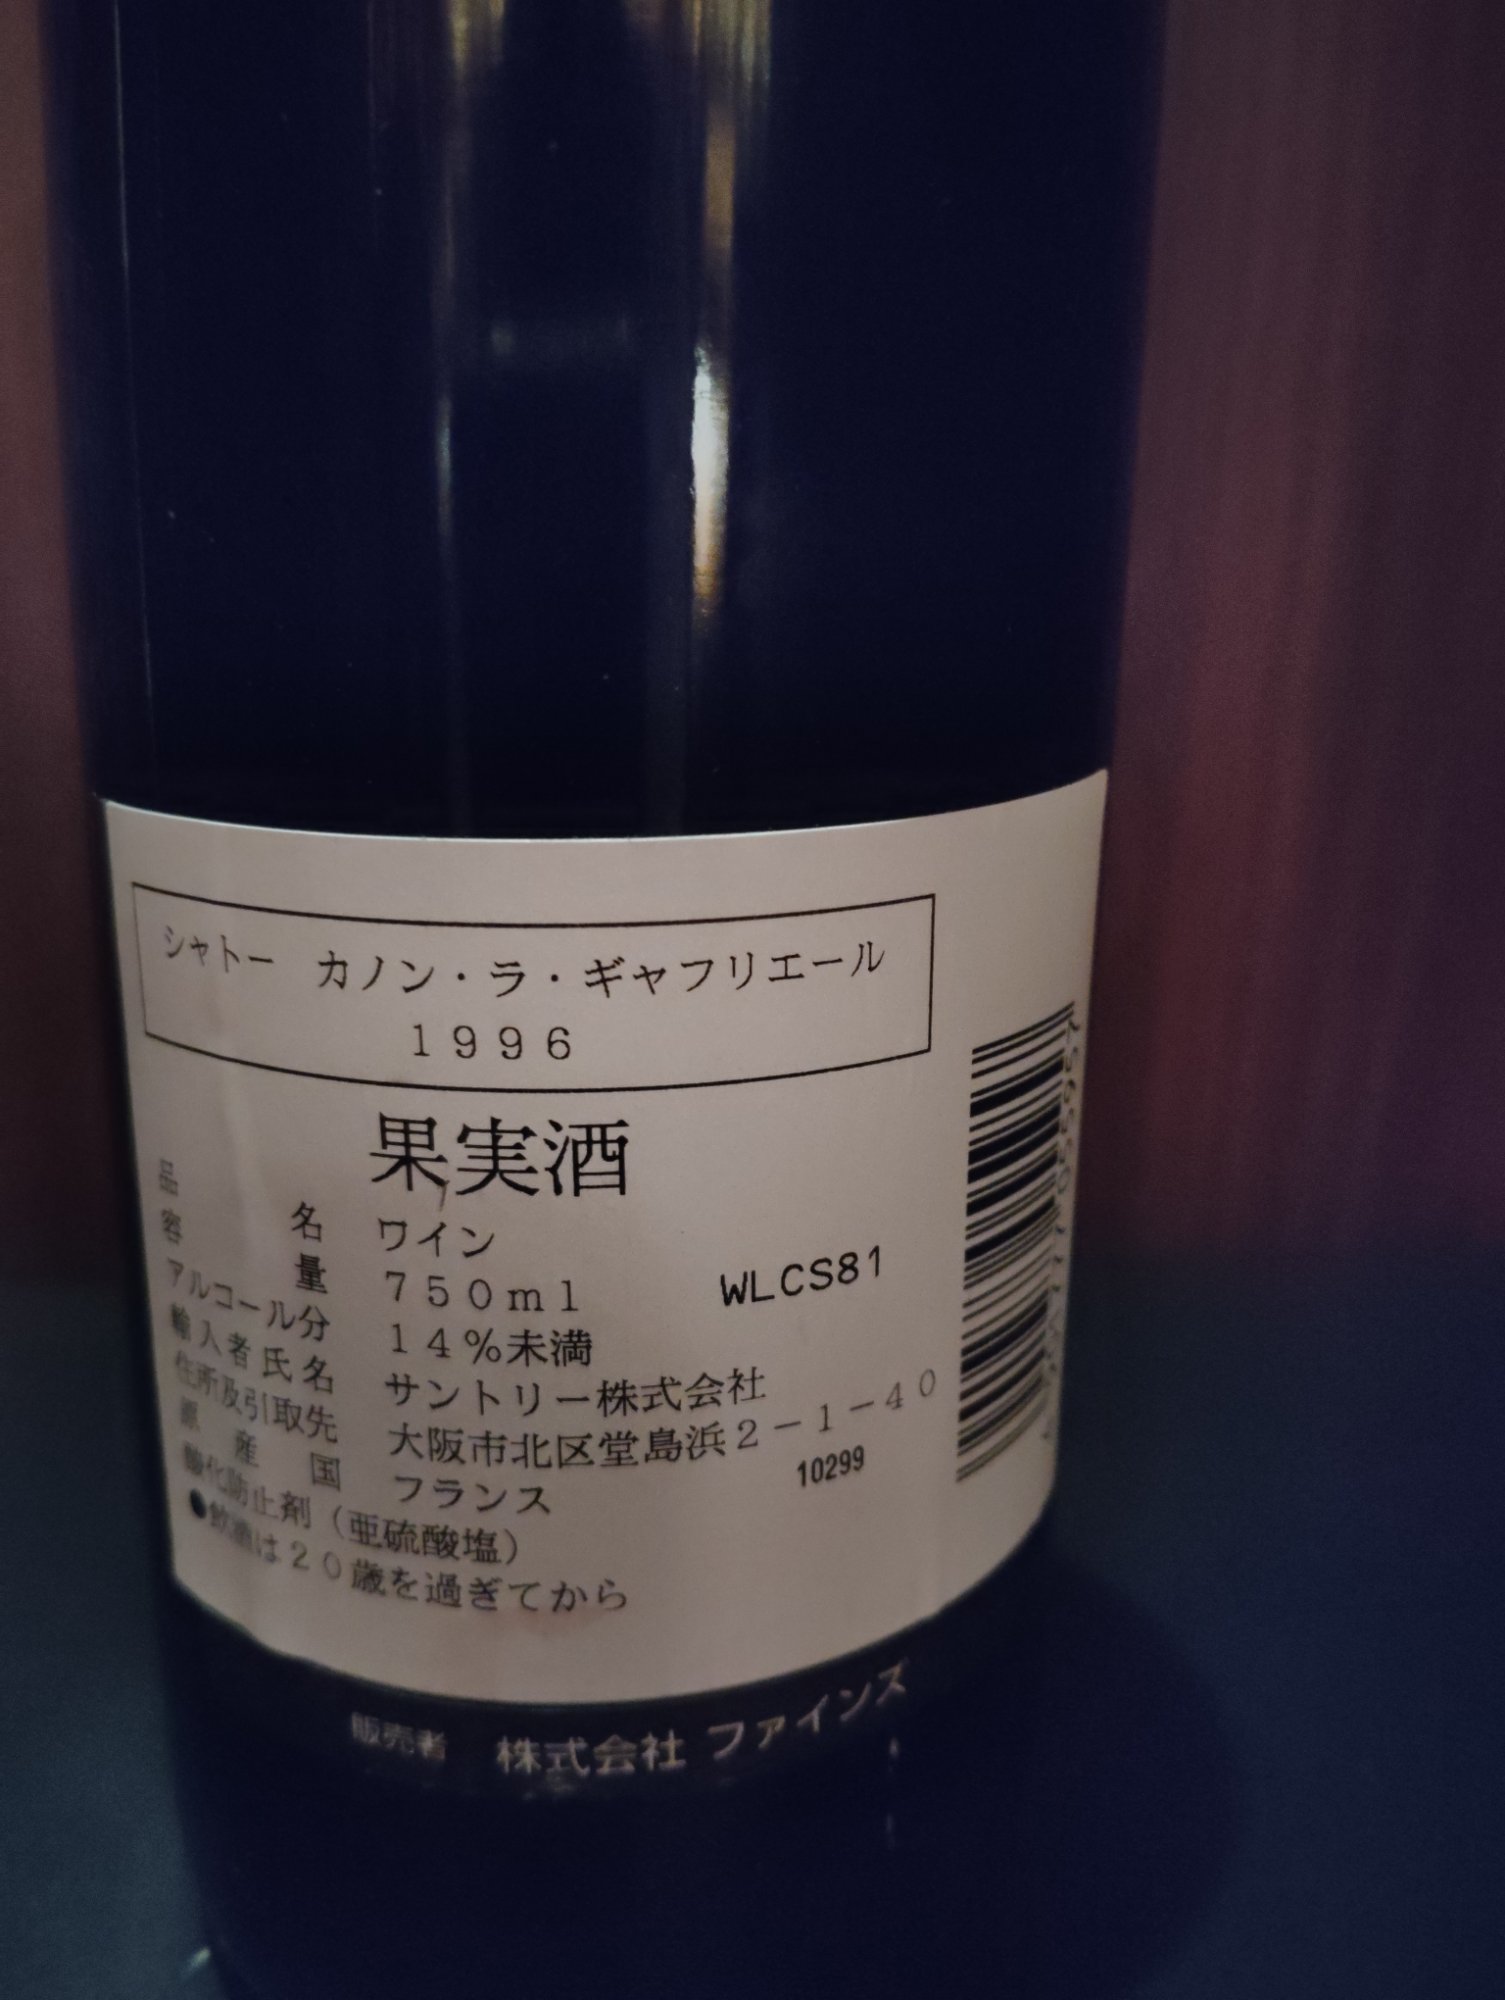 シャトー カノン・ラ・ギャフリエール
1996
果実酒
品名 ワイン
容量 750ml
WLCS81
アルコール分 14%未満
輸入者氏名 サントリー株式会社
住所及引取先 大阪市北区堂島浜2-1-40
原産国 フランス
10299
酸化防止剤(亜硫酸塩)
●飲酒は20歳を過ぎてから
販売者 株式会社 ファインズ